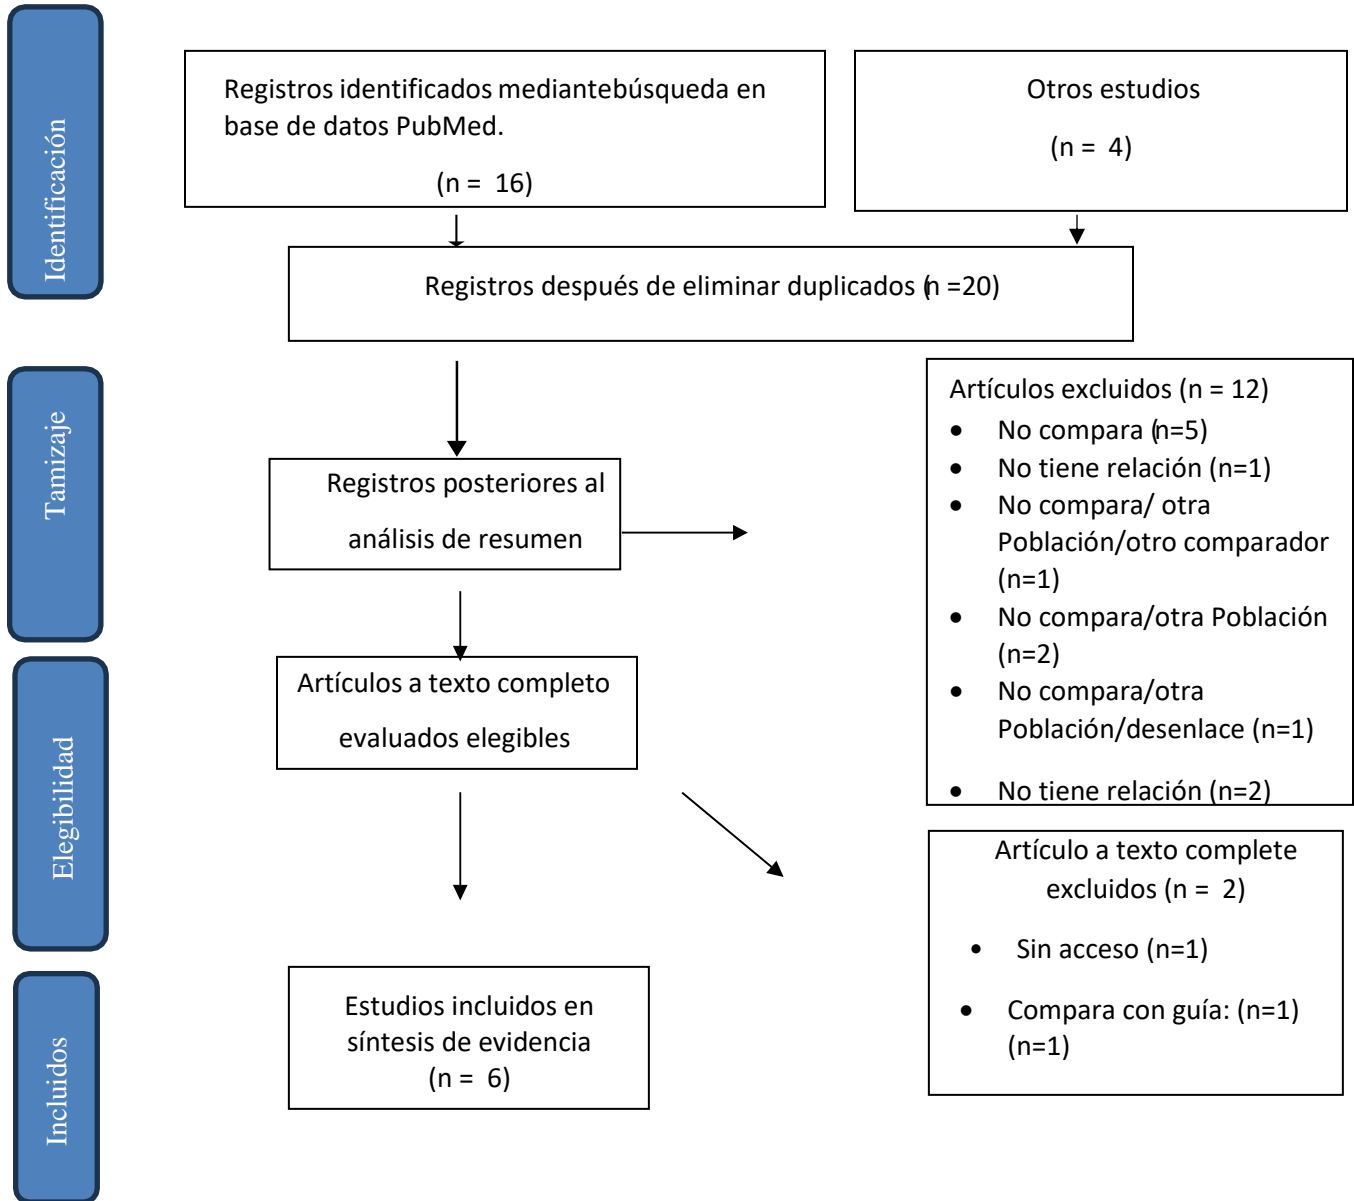 Identificación
Registros identificados mediantebúsqueda en
base de datos PubMed.
(n = 16)
Otros estudios
(n = 4)
Registros después de eliminar duplicados (n =20)
Tamizaje
Registros posteriores al
análisis de resumen
Artículos excluidos (n = 12)
• No compara (n=5)
• No tiene relación (n=1)
• No compara/ otra
Población/otro comparador
(n=1)
• No compara/otra Población
(n=2)
• No compara/otra
Población/desenlace (n=1)
• No tiene relación (n=2)
Elegibilidad
Artículos a texto completo
evaluados elegibles
Artículo a texto complete
excluidos (n = 2)
• Sin acceso (n=1)
• Compara con guía: (n=1)
(n=1)
Incluidos
Estudios incluidos en
síntesis de evidencia
(n = 6)